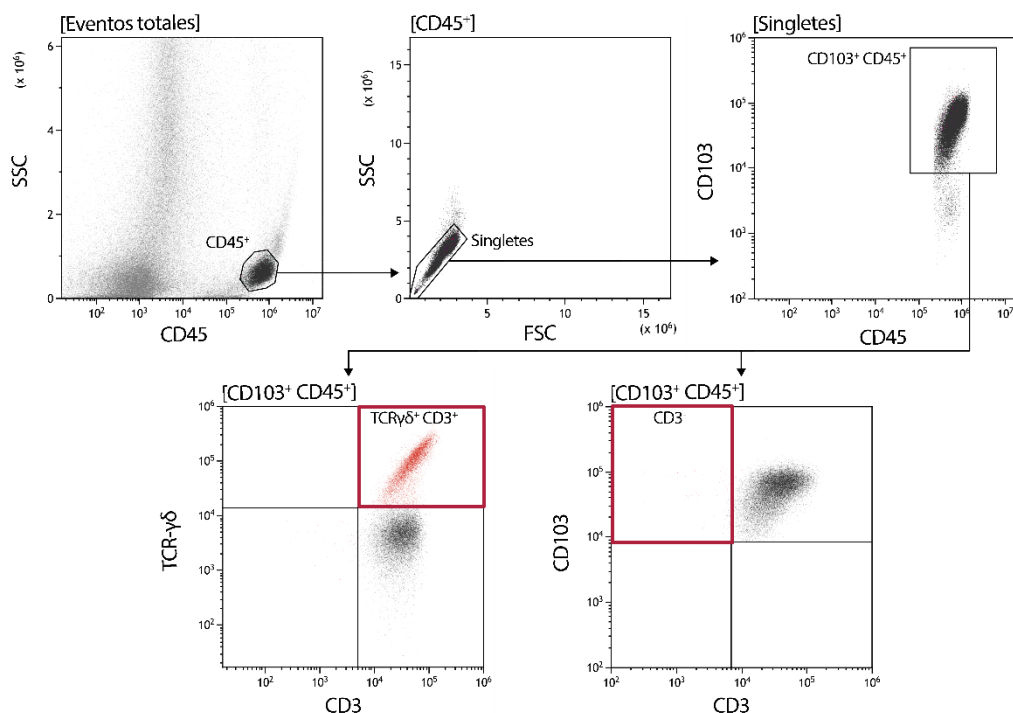 [Eventos totales]
(x 10⁶)
6
4
2
0
SSC
CD45⁺
10² 10³ 10⁴ 10⁵ 10⁶ 10⁷
CD45
[CD45⁺]
(x 10⁶)
15
10
5
0
SSC
Singletes
5 10 15
(x 10⁶)
FSC
[Singletes]
CD103⁺ CD45⁺
10⁶
10⁵
10⁴
10³
10²
CD103
10² 10³ 10⁴ 10⁵ 10⁶ 10⁷
CD45
[CD103⁺ CD45⁺]
TCRγδ⁺ CD3⁺
10⁶
10⁵
10⁴
10³
10²
TCR-γδ
10² 10³ 10⁴ 10⁵ 10⁶
CD3
[CD103⁺ CD45⁺]
CD3
10⁶
10⁵
10⁴
10³
10²
CD103
10² 10³ 10⁴ 10⁵ 10⁶
CD3